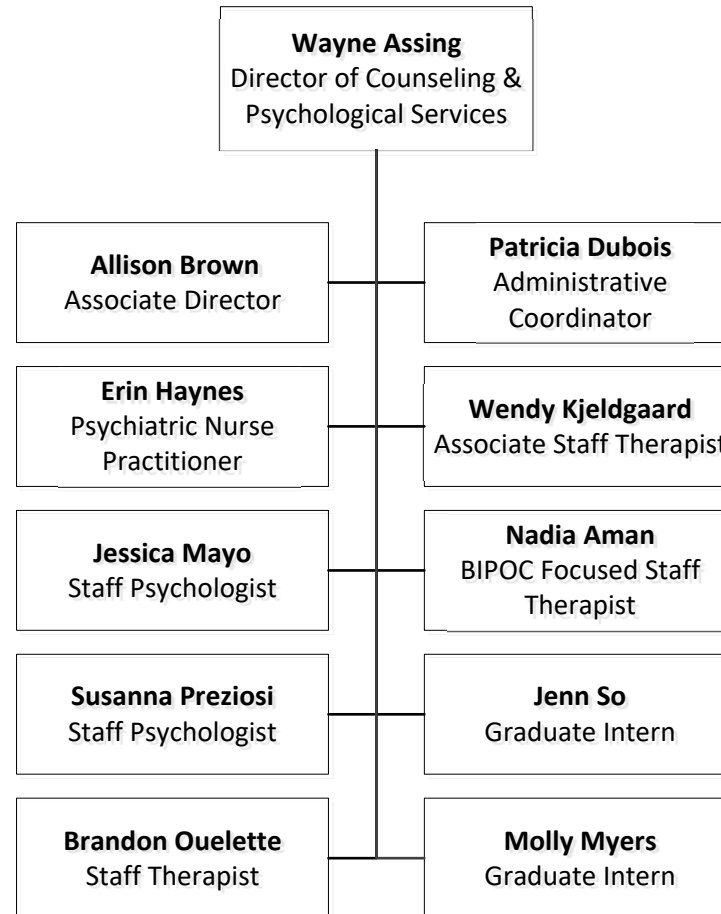 Wayne Assing
Director of Counseling &
Psychological Services
Allison Brown
Associate Director
Patricia Dubois
Administrative
Coordinator
Erin Haynes
Psychiatric Nurse
Practitioner
Wendy Kjeldgaard
Associate Staff Therapist
Jessica Mayo
Staff Psychologist
Nadia Aman
BIPOC Focused Staff
Therapist
Susanna Preziosi
Staff Psychologist
Jenn So
Graduate Intern
Brandon Ouelette
Staff Therapist
Molly Myers
Graduate Intern